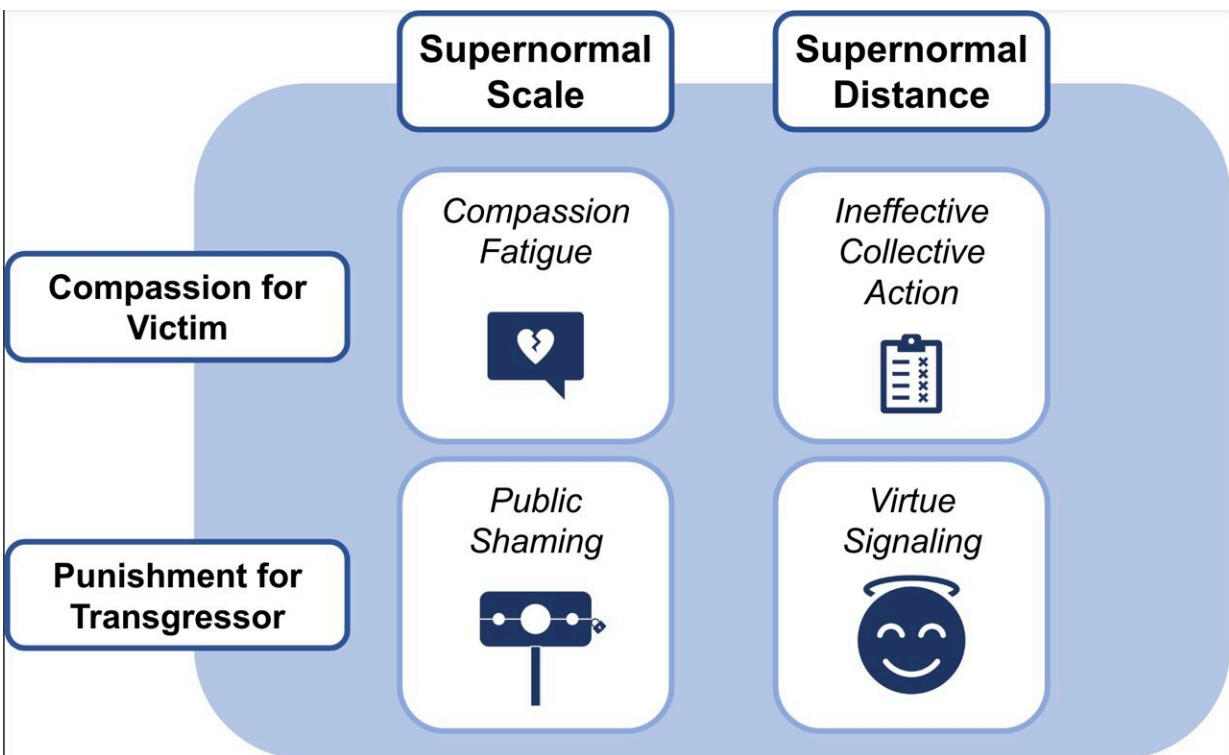 Supernormal
Scale
Supernormal
Distance
Compassion for
Victim
Compassion
Fatigue
Ineffective
Collective
Action
Punishment for
Transgressor
Public
Shaming
Virtue
Signaling